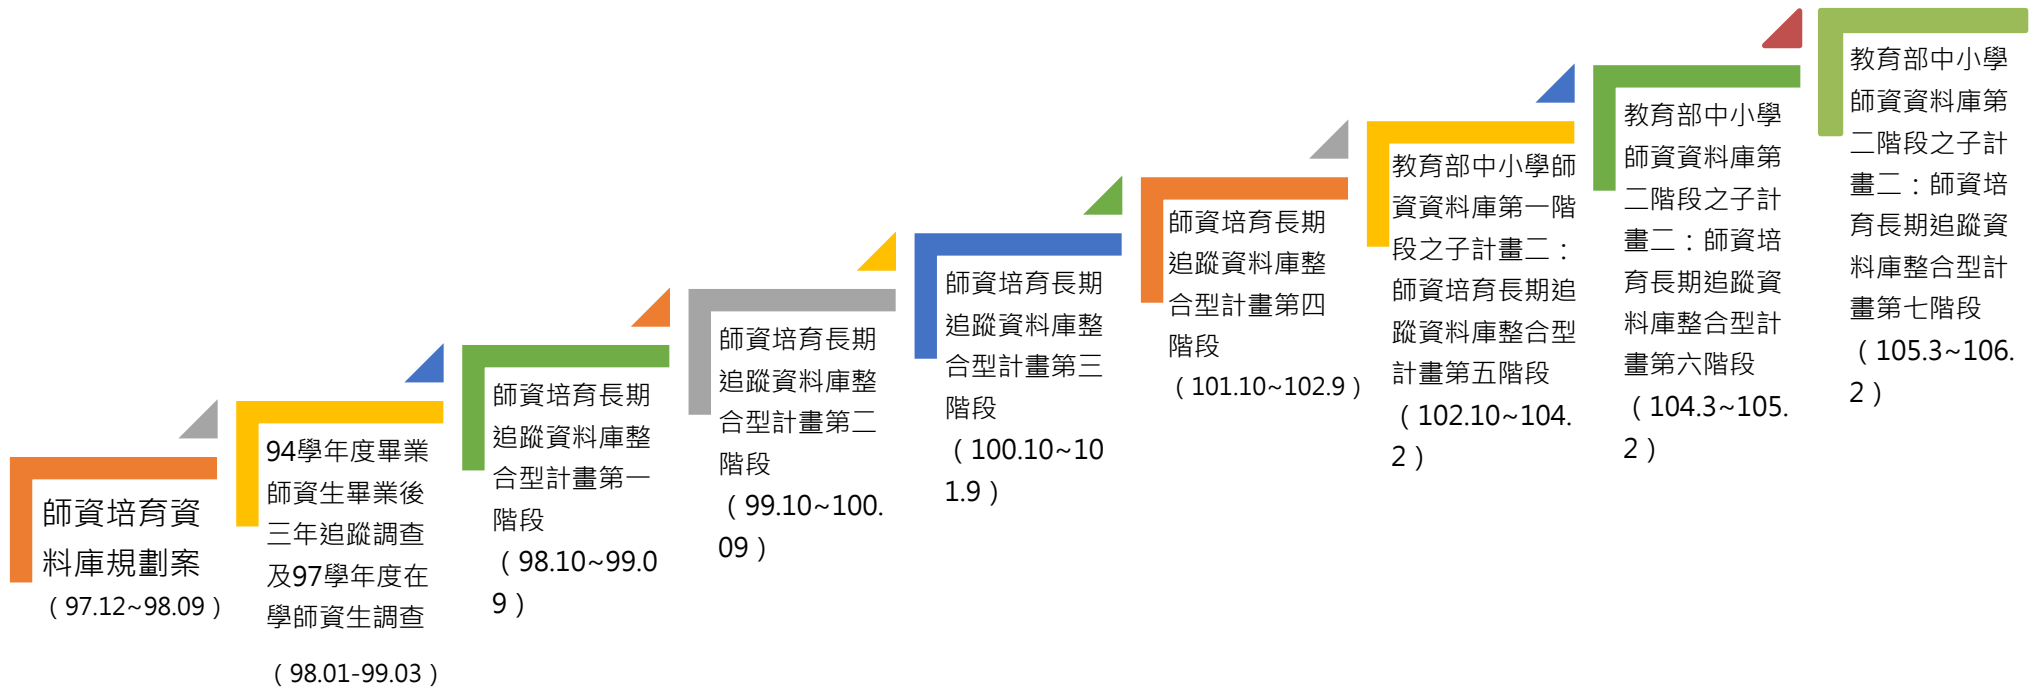 師資培育資
料庫規劃案
（97.12~98.09）
94學年度畢業
師資生畢業後
三年追蹤調查
及97學年度在
學師資生調查
（98.01-99.03）
師資培育長期
追蹤資料庫整
合型計畫第一
階段
（98.10~99.0
9）
師資培育長期
追蹤資料庫整
合型計畫第二
階段
（99.10~100.
09）
師資培育長期
追蹤資料庫整
合型計畫第三
階段
（100.10~10
1.9）
師資培育長期
追蹤資料庫整
合型計畫第四
階段
（101.10~102.9）
教育部中小學師
資資料庫第一階
段之子計畫二：
師資培育長期追
蹤資料庫整合型
計畫第五階段
（102.10~104.
2）
教育部中小學
師資資料庫第
二階段之子計
畫二：師資培
育長期追蹤資
料庫整合型計
畫第六階段
（104.3~105.
2）
教育部中小學
師資資料庫第
二階段之子計
畫二：師資培
育長期追蹤資
料庫整合型計
畫第七階段
（105.3~106.
2）